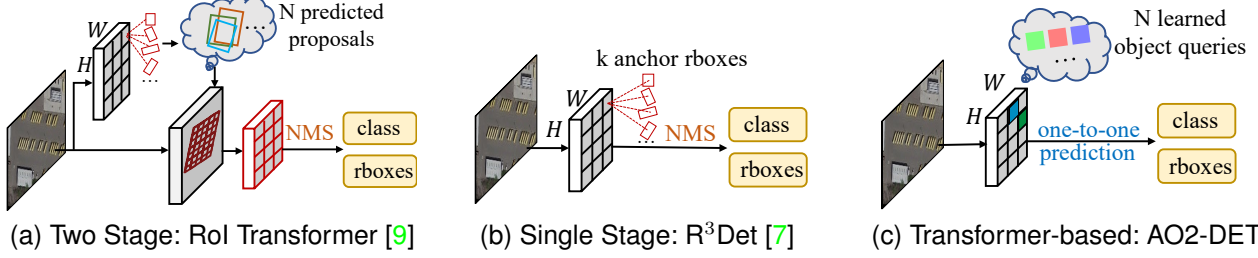 W
H
...
N predicted
proposals
...
NMS
class
rboxes
(a) Two Stage: RoI Transformer [9]
k anchor rboxes
W
H
...
NMS
class
rboxes
(b) Single Stage: R³Det [7]
N learned
object queries
...
W
H
one-to-one
prediction
class
rboxes
(c) Transformer-based: AO2-DET